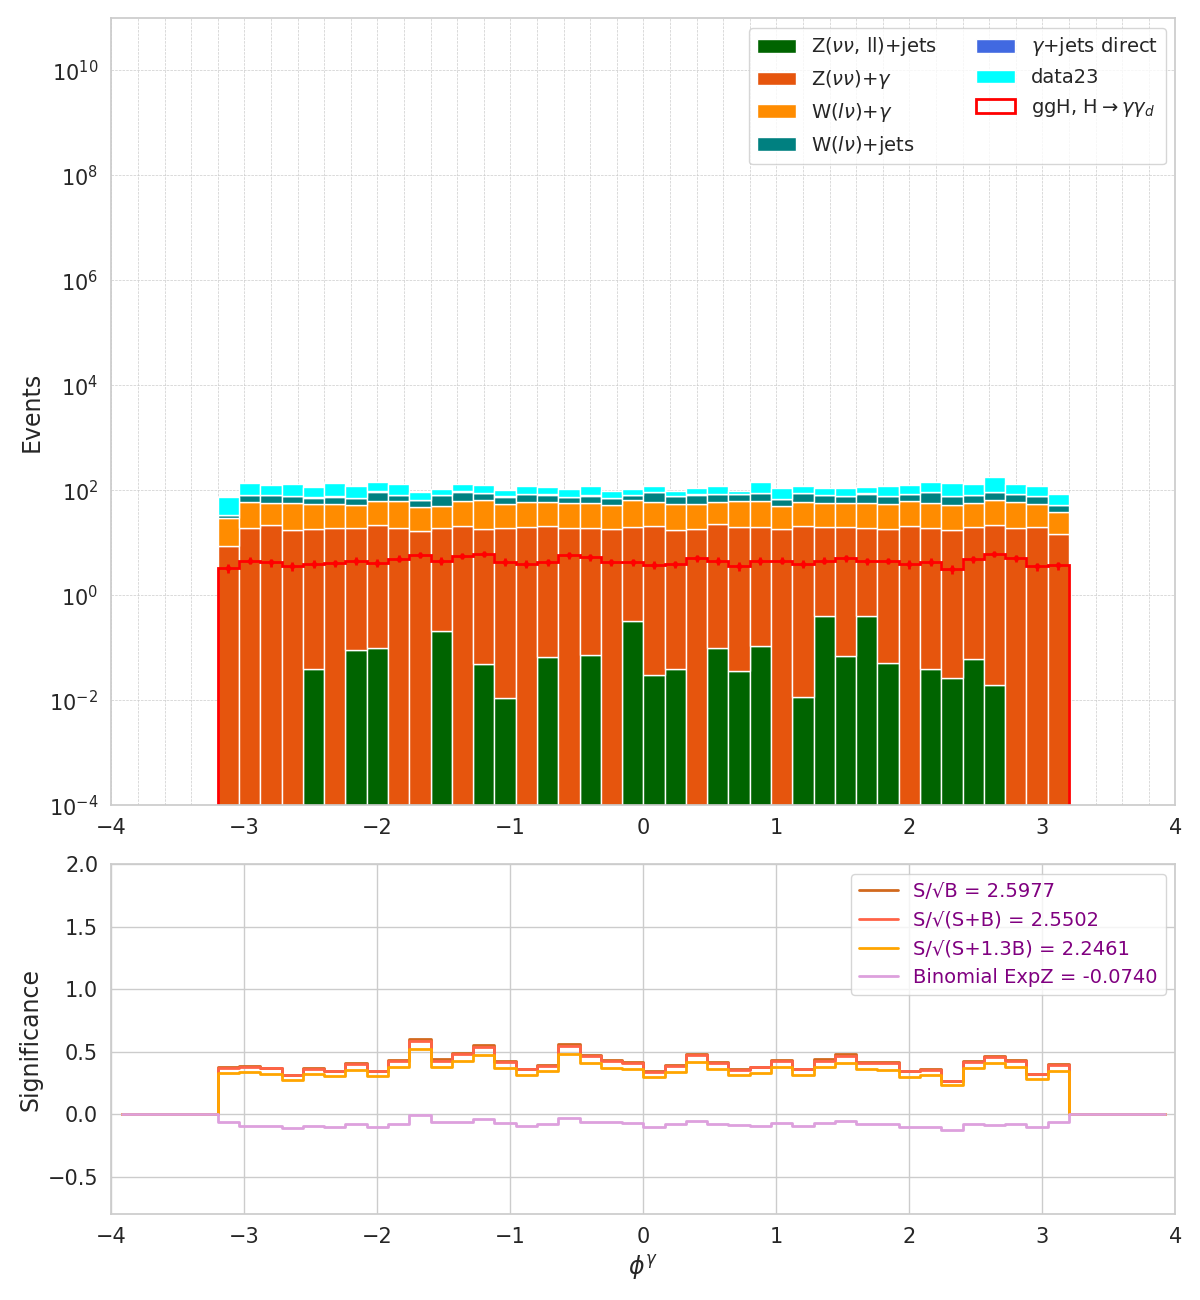 Z(νν, ll)+jets
Z(νν)+γ
W(lν)+γ
W(lν)+jets
γ+jets direct
data23
ggH, H→γγ_d
10^10
10^8
10^6
10^4
10^2
10^0
10^−2
10^−4
Events
−4 −3 −2 −1 0 1 2 3 4
S/√B = 2.5977
S/√(S+B) = 2.5502
S/√(S+1.3B) = 2.2461
Binomial ExpZ = -0.0740
2.0
1.5
1.0
0.5
0.0
−0.5
Significance
−4 −3 −2 −1 0 1 2 3 4
ϕ^γ